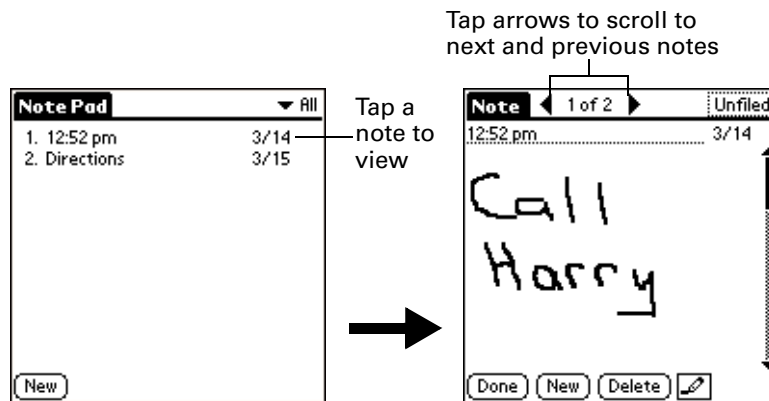 Tap arrows to scroll to
next and previous notes
Note Pad All
1. 12:52 pm 3/14
2. Directions 3/15
New
Tap a
note to
view
Note 1 of 2 Unfiled
12:52 pm 3/14
Call
Harry
Done New Delete